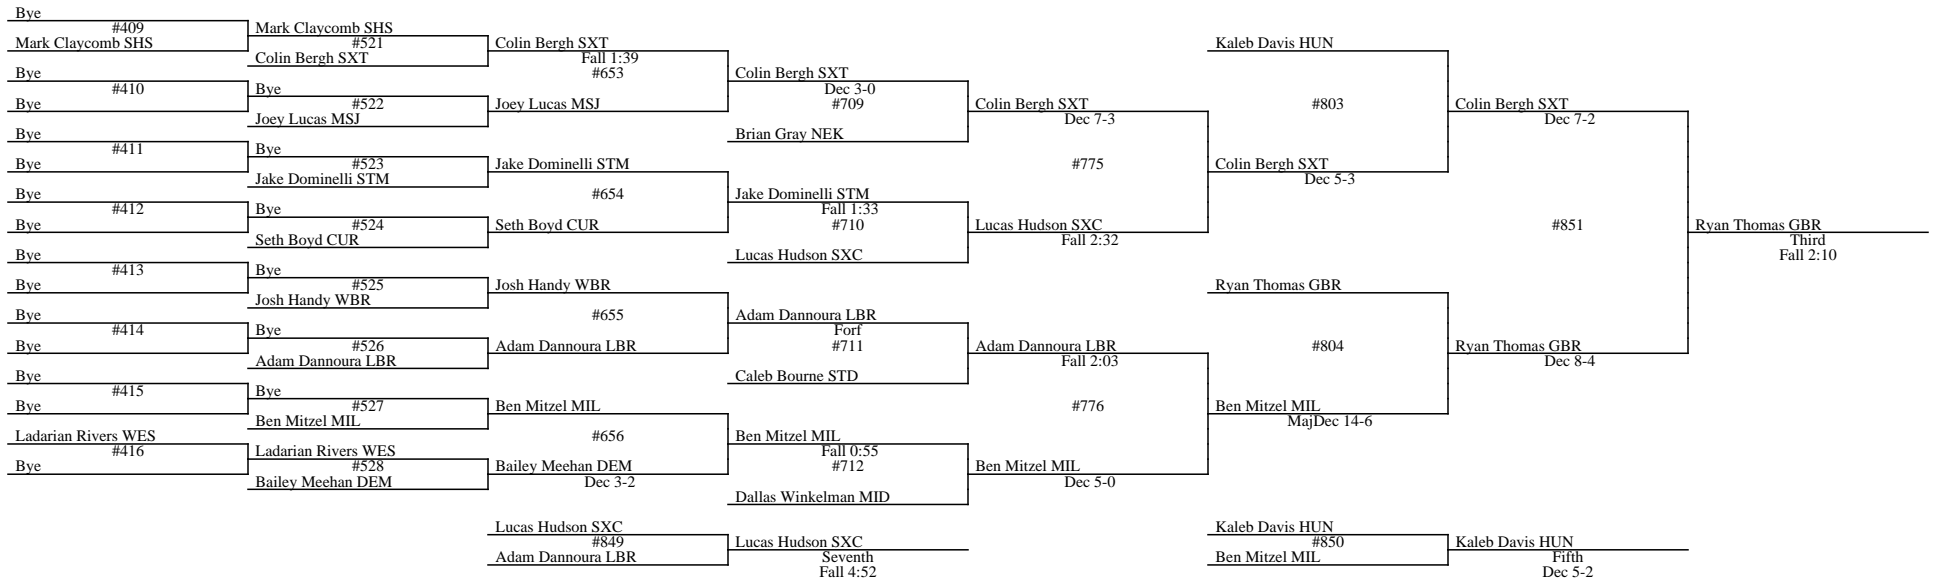 Bye
#409
Mark Claycomb SHS
Bye
#410
Bye
Bye
#411
Bye
Bye
#412
Bye
Bye
#413
Bye
Bye
#414
Bye
Bye
#415
Bye
Ladarian Rivers WES
#416
Bye
Mark Claycomb SHS
#521
Colin Bergh SXT
Bye
#522
Joey Lucas MSJ
Bye
#523
Jake Dominelli STM
Bye
#524
Seth Boyd CUR
Bye
#525
Josh Handy WBR
Bye
#526
Adam Dannoura LBR
Bye
#527
Ben Mitzel MIL
Ladarian Rivers WES
#528
Bailey Meehan DEM
Colin Bergh SXT
Fall 1:39
#653
Joey Lucas MSJ
Jake Dominelli STM
#654
Seth Boyd CUR
Josh Handy WBR
#655
Adam Dannoura LBR
Ben Mitzel MIL
#656
Bailey Meehan DEM
Dec 3-2
Colin Bergh SXT
Dec 3-0
#709
Brian Gray NEK
Jake Dominelli STM
Fall 1:33
#710
Lucas Hudson SXC
Adam Dannoura LBR
Forf
#711
Caleb Bourne STD
Ben Mitzel MIL
Fall 0:55
#712
Dallas Winkelman MID
Colin Bergh SXT
Dec 7-3
#775
Lucas Hudson SXC
Fall 2:32
Adam Dannoura LBR
Fall 2:03
#776
Ben Mitzel MIL
Dec 5-0
Kaleb Davis HUN
#803
Colin Bergh SXT
Dec 5-3
Ryan Thomas GBR
#804
Ben Mitzel MIL
MajDec 14-6
Colin Bergh SXT
Dec 7-2
#851
Ryan Thomas GBR
Dec 8-4
Ryan Thomas GBR
Third
Fall 2:10
Lucas Hudson SXC
#849
Adam Dannoura LBR
Lucas Hudson SXC
Seventh
Fall 4:52
Kaleb Davis HUN
#850
Ben Mitzel MIL
Kaleb Davis HUN
Fifth
Dec 5-2